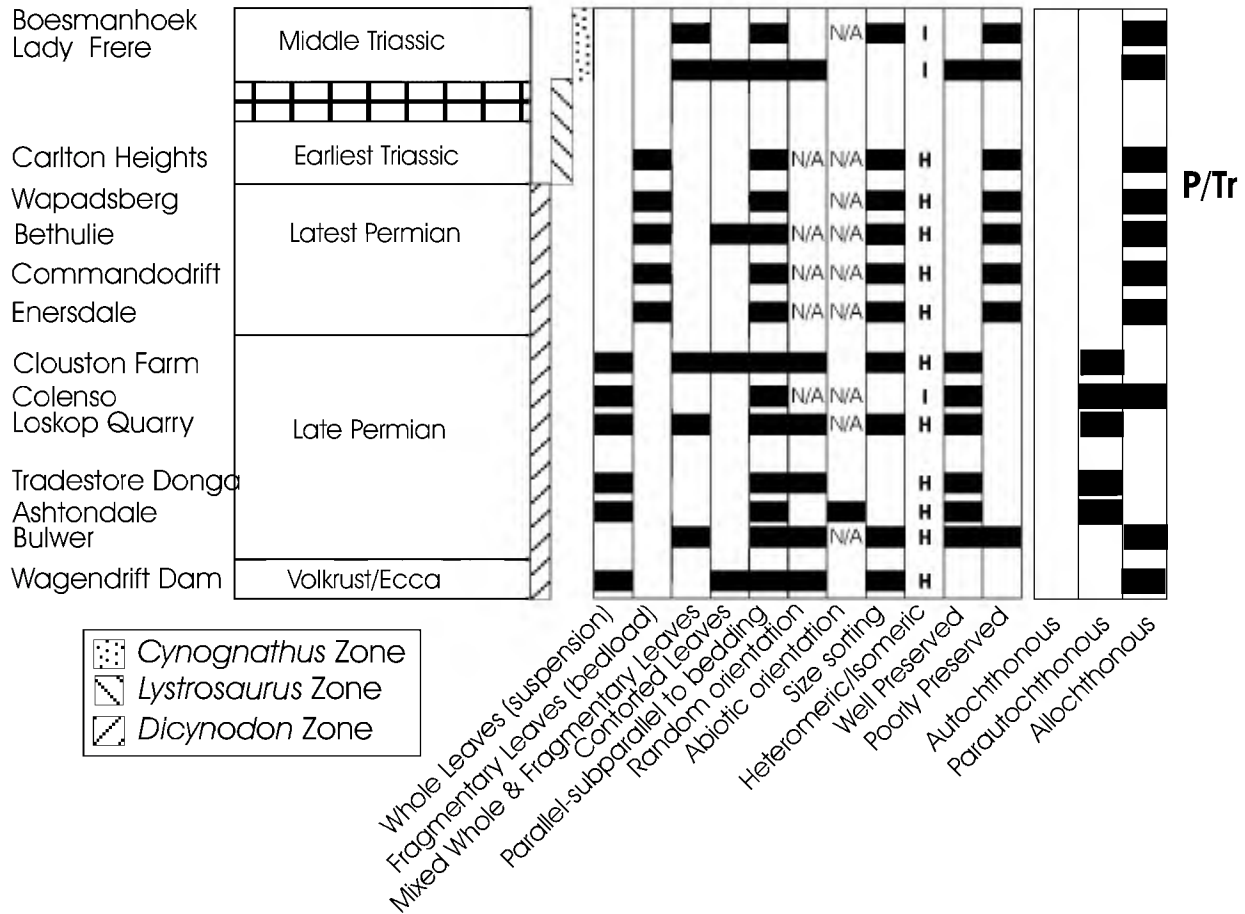 Boesmanhoek
Lady Frere
Middle Triassic
N/A I
I
Carlton Heights
Earliest Triassic
N/A N/A H
P/Tr
Wapadsberg
N/A H
Bethulie
Latest Permian
N/A N/A H
Commandodrift
N/A N/A H
Enersdale
N/A N/A H
Clouston Farm
H
Colenso
N/A N/A I
Loskop Quarry
Late Permian
N/A H
Tradestore Donga
H
Ashtondale
H
Bulwer
N/A H
Wagendrift Dam
Volkrust/Ecca
H
Cynognathus Zone
Lystrosaurus Zone
Dicynodon Zone
Whole Leaves (suspension)
Fragmentary Leaves (bedload)
Mixed Whole & Fragmentary Leaves
Contorted Leaves
Parallel-subparallel to bedding
Random orientation
Abiotic orientation
Size sorting
Heteromeric/Isomeric
Well Preserved
Poorly Preserved
Autochthonous
Parautochthonous
Allochthonous